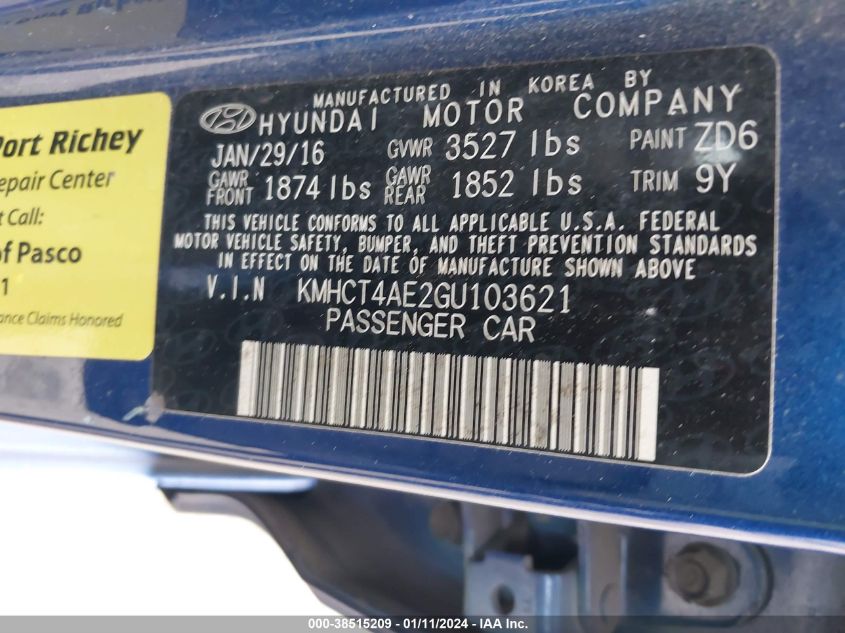 Port Richey
Repair Center
t Call:
of Pasco
1
ance Claims Honored
MANUFACTURED IN KOREA BY
HYUNDAI MOTOR COMPANY
JAN/29/16 GVWR 3527 lbs PAINT ZD6
GAWR FRONT 1874 lbs GAWR REAR 1852 lbs TRIM 9Y
THIS VEHICLE CONFORMS TO ALL APPLICABLE U.S.A. FEDERAL
MOTOR VEHICLE SAFETY, BUMPER, AND THEFT PREVENTION STANDARDS
IN EFFECT ON THE DATE OF MANUFACTURE SHOWN ABOVE
V.I.N KMHCT4AE2GU103621
PASSENGER CAR
KMM-38515209 - 01/11/2024 - IAA Inc.